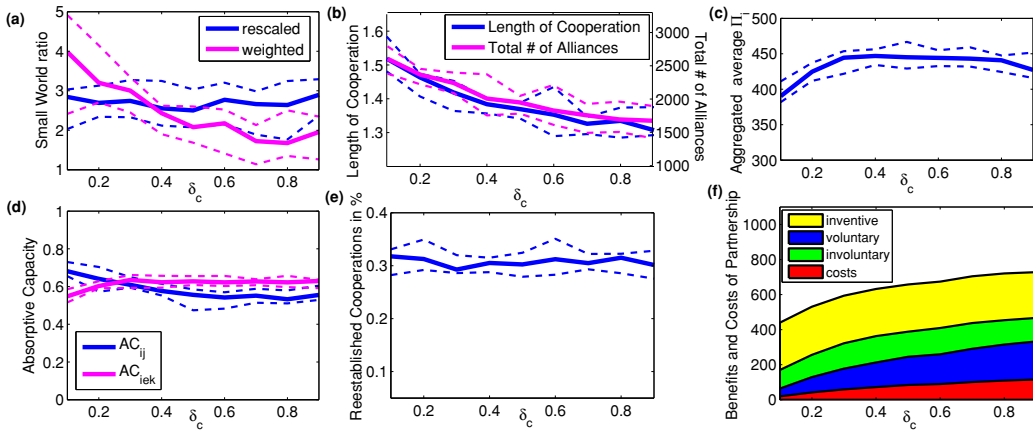 (a)
Small World ratio
5
4
3
2
1
rescaled
weighted
0.2 0.4 0.6 0.8
δc
(b)
Length of Cooperation
1.6
1.5
1.4
1.3
Length of Cooperation
Total # of Alliances
3000
2500
2000
1500
1000
Total # of Alliances
0.2 0.4 0.6 0.8
δc
(c)
Aggregated average Πi
500
450
400
350
300
0.2 0.4 0.6 0.8
δc
(d)
Absorptive Capacity
1
0.8
0.6
0.4
0.2
0
ACij
ACiek
0.2 0.4 0.6 0.8
δc
(e)
Reestablished Cooperations in %
0.4
0.3
0.2
0.1
0.2 0.4 0.6 0.8
δc
(f)
Benefits and Costs of Partnership
1000
800
600
400
200
0
inventive
voluntary
involuntary
costs
0.2 0.4 0.6 0.8
δc